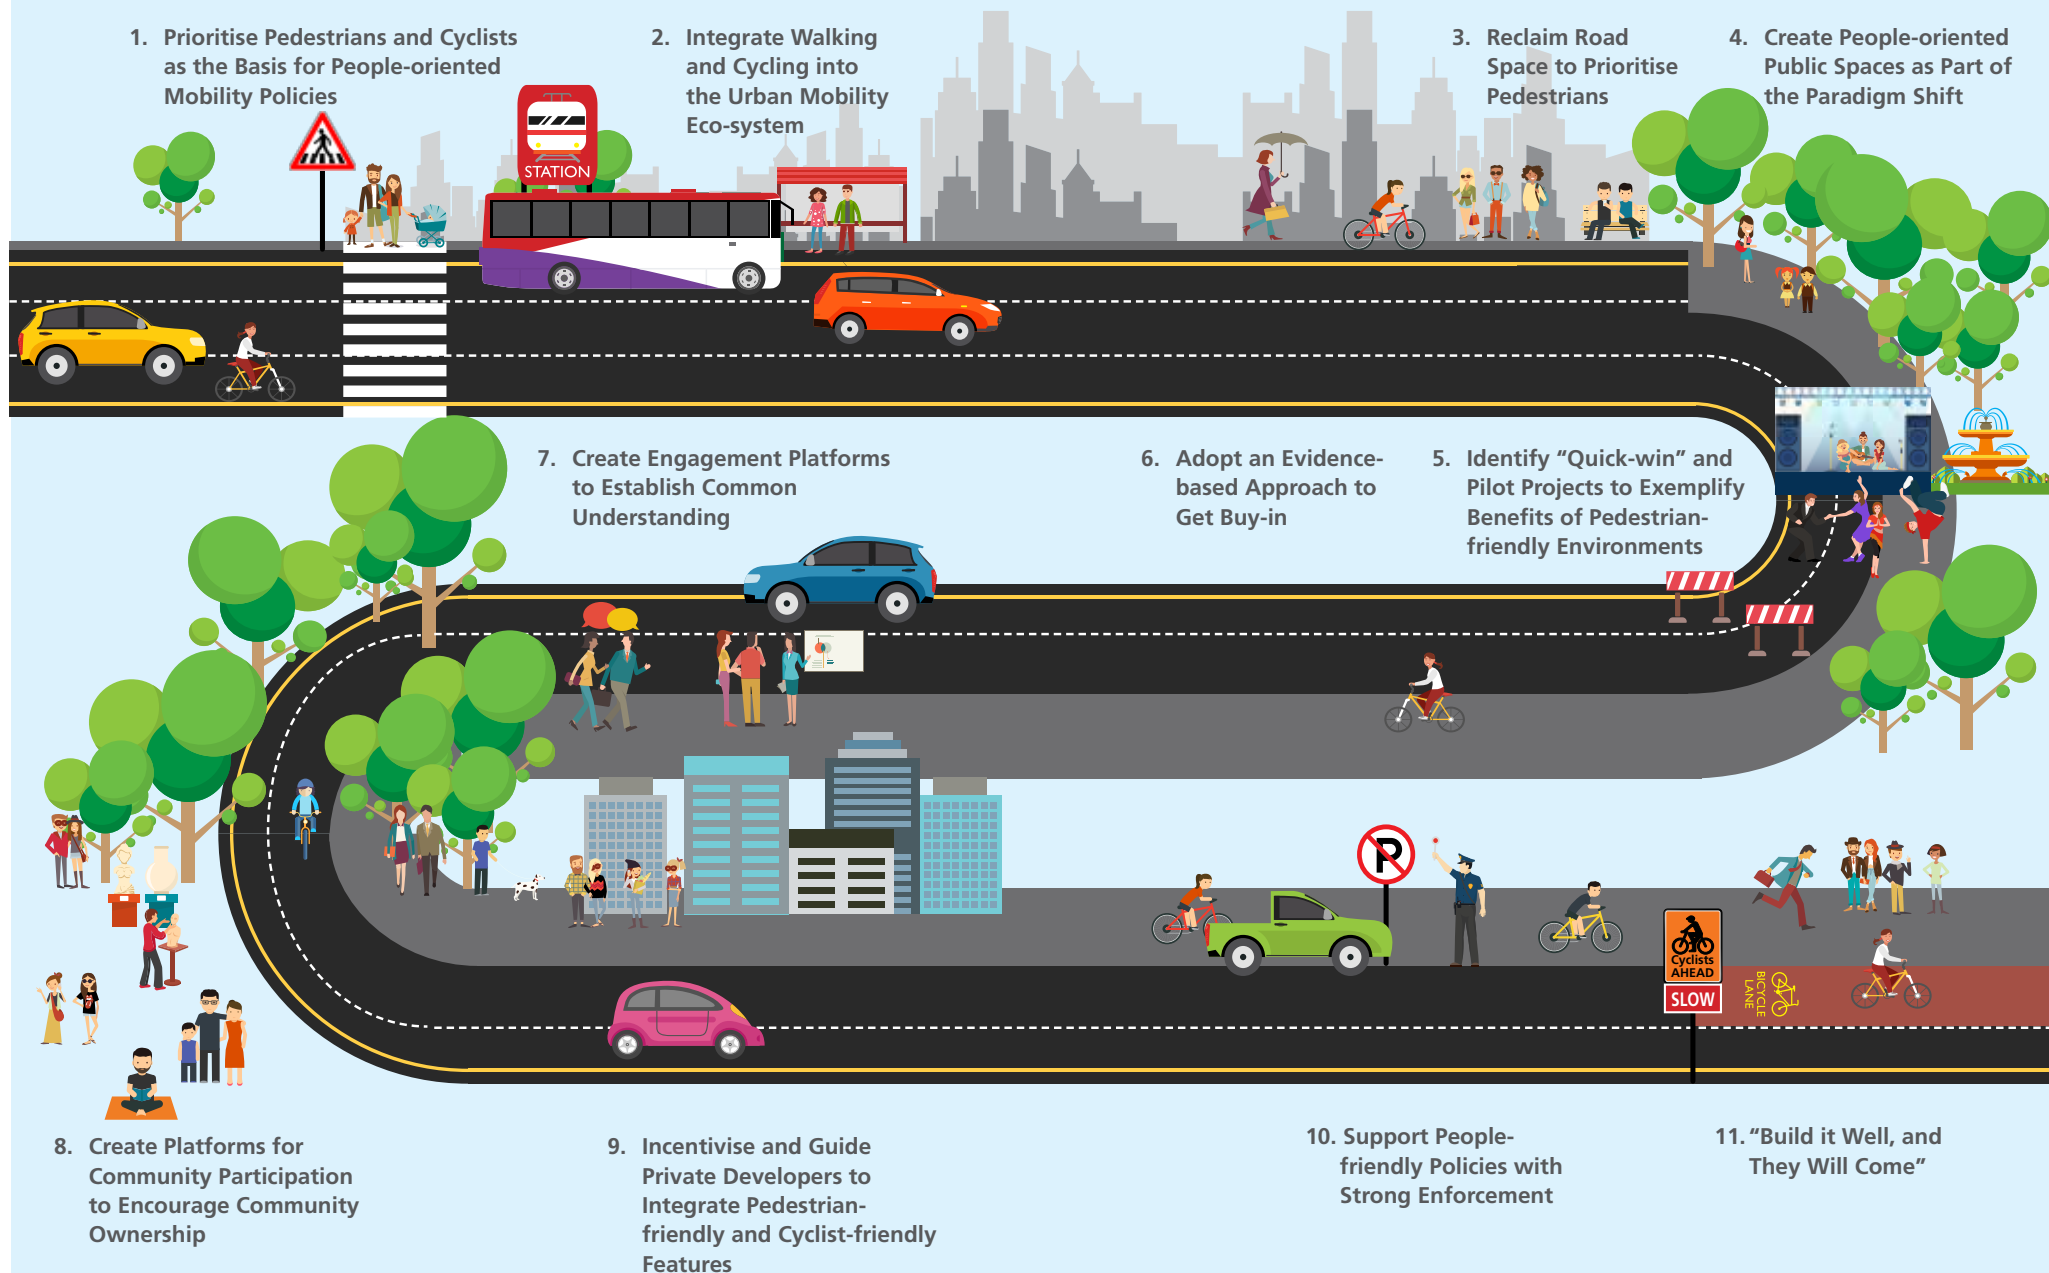 1. Prioritise Pedestrians and Cyclists
as the Basis for People-oriented
Mobility Policies
2. Integrate Walking
and Cycling into
the Urban Mobility
Eco-system
3. Reclaim Road
Space to Prioritise
Pedestrians
4. Create People-oriented
Public Spaces as Part of
the Paradigm Shift
STATION
7. Create Engagement Platforms
to Establish Common
Understanding
6. Adopt an Evidence-
based Approach to
Get Buy-in
5. Identify “Quick-win” and
Pilot Projects to Exemplify
Benefits of Pedestrian-
friendly Environments
P
Cyclists
AHEAD
SLOW
BICYCLE
LANE
8. Create Platforms for
Community Participation
to Encourage Community
Ownership
9. Incentivise and Guide
Private Developers to
Integrate Pedestrian-
friendly and Cyclist-friendly
Features
10. Support People-
friendly Policies with
Strong Enforcement
11. “Build it Well, and
They Will Come”